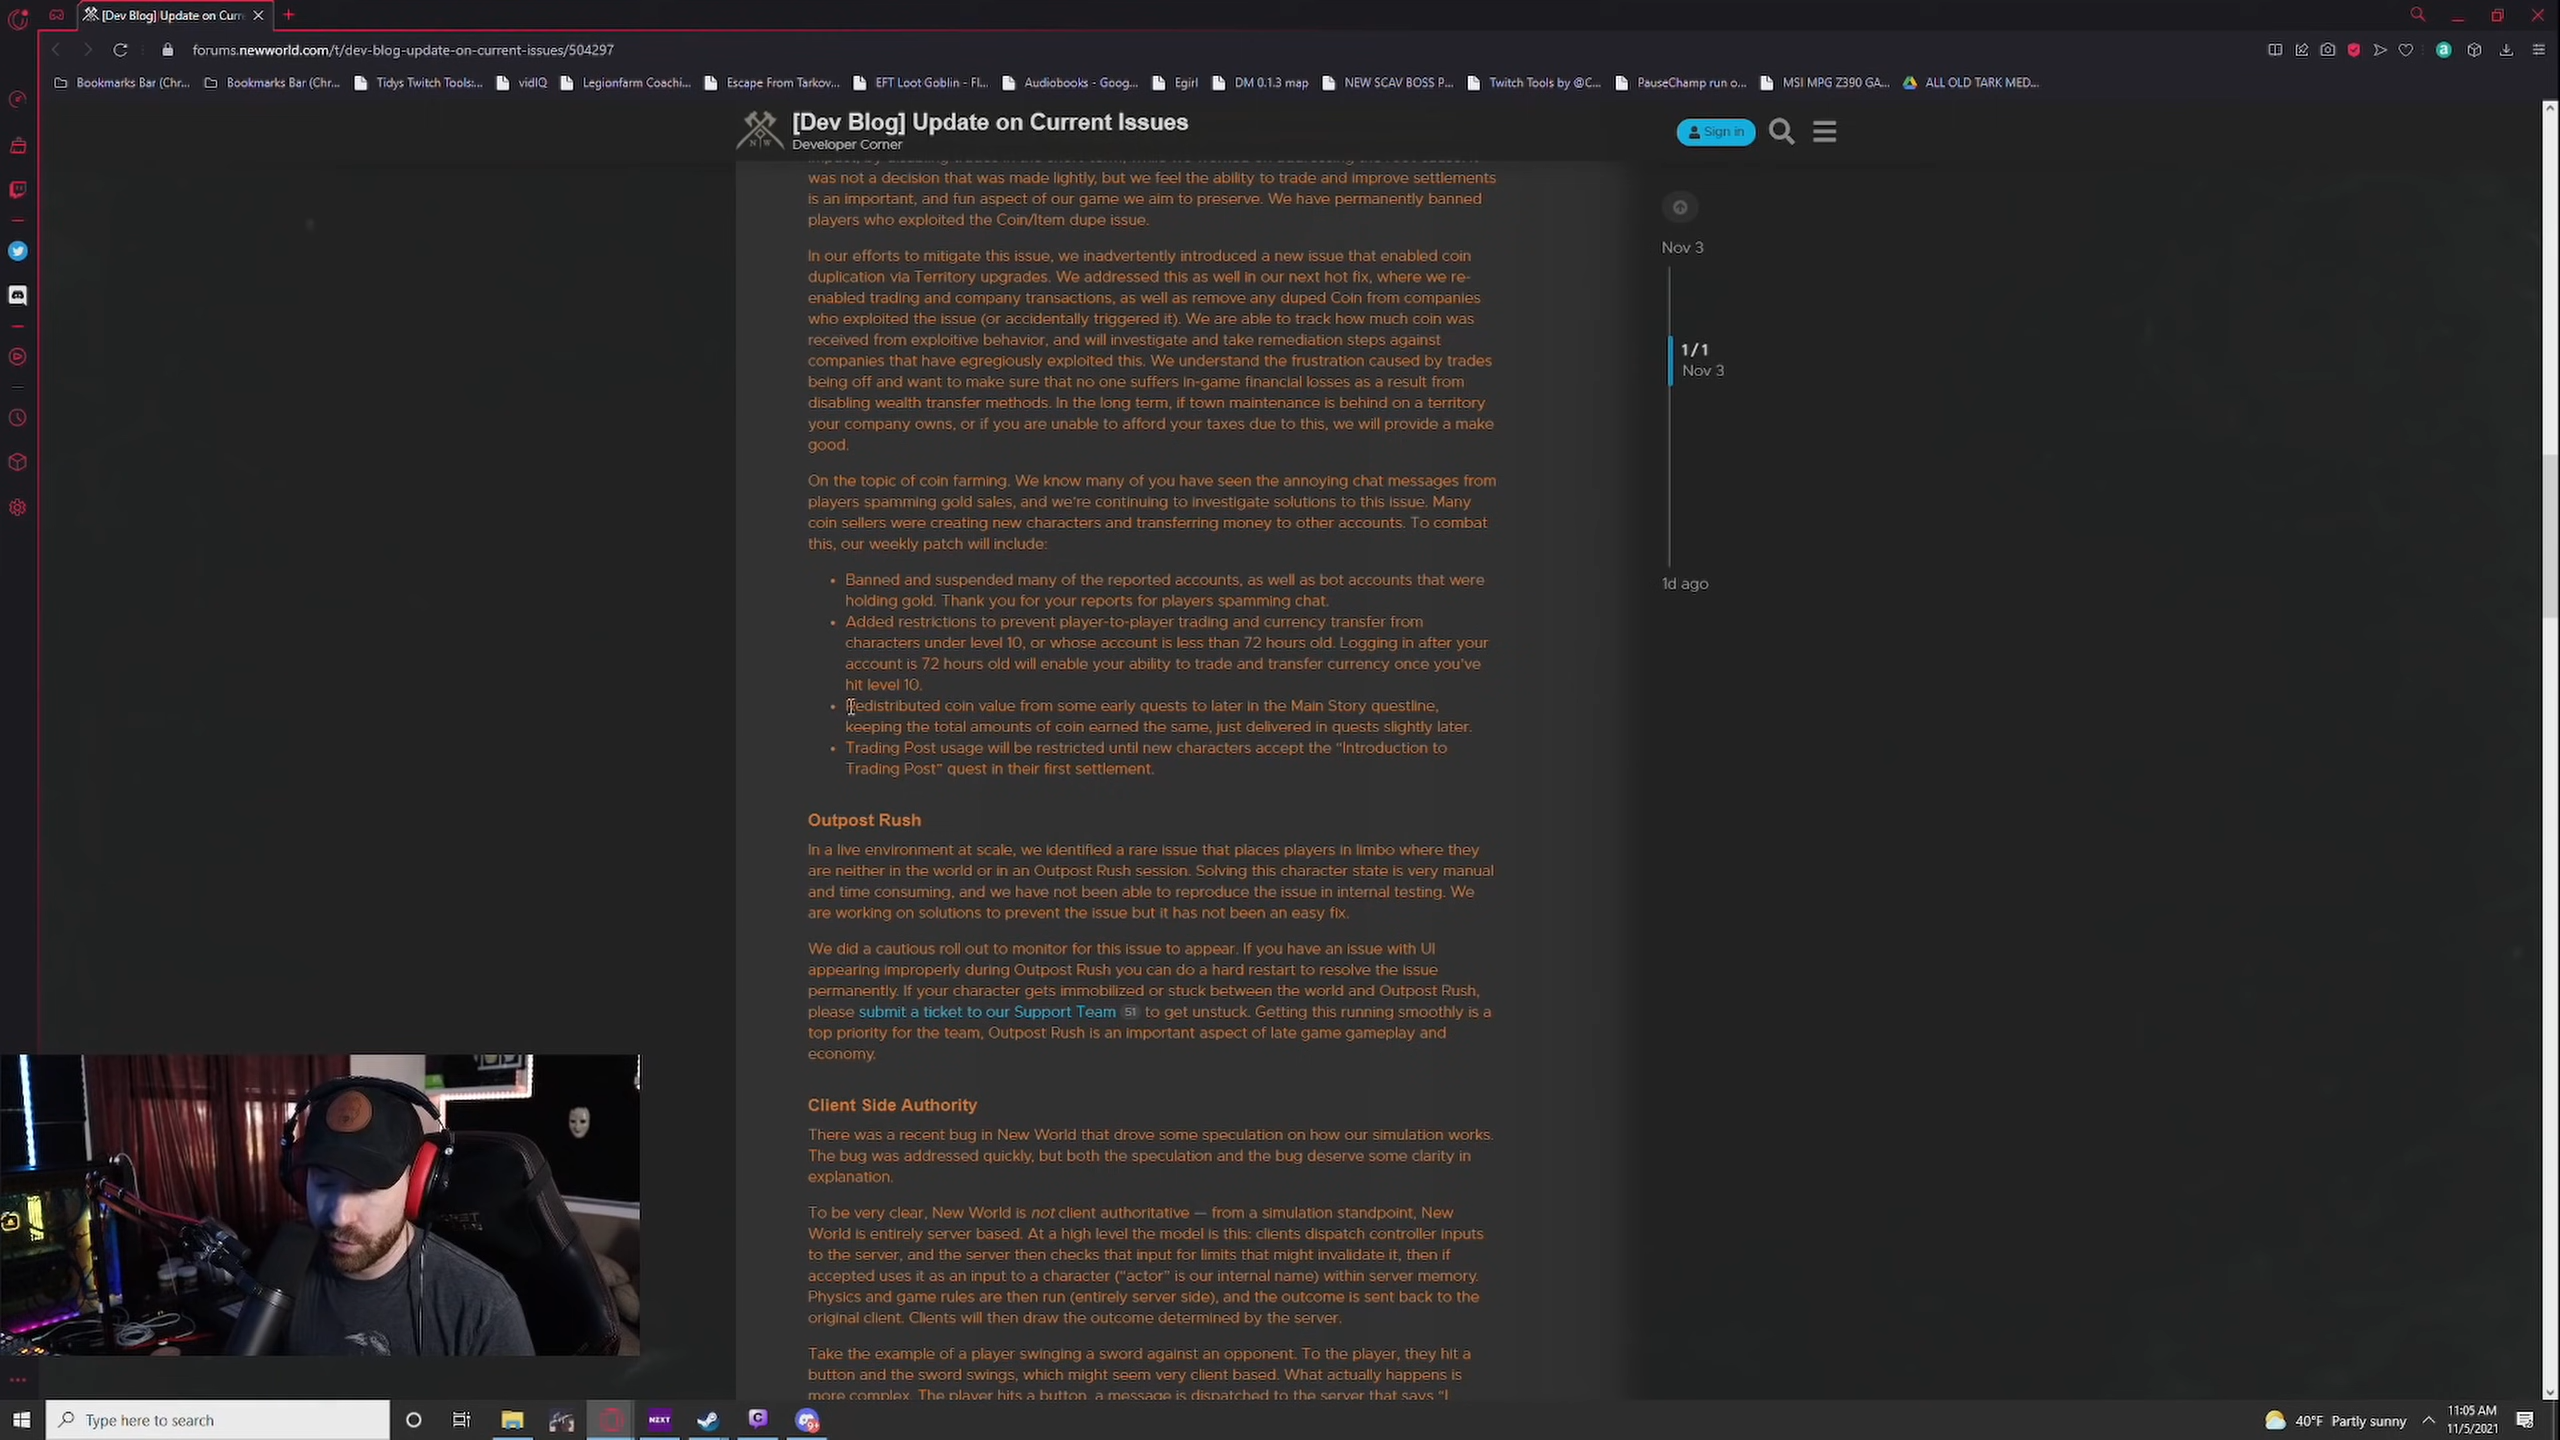 [Dev Blog] Update on Curr
forums.newworld.com/t/dev-blog-update-on-current-issues/504297
Bookmarks Bar (Chr... Bookmarks Bar (Chr... Tidys Twitch Tools:... vidIQ Legionfarm Coachi... Escape From Tarkov... EFT Loot Goblin - Fl... Audiobooks - Goog... Egirl DM 0.1.3 map NEW SCAV BOSS P... Twitch Tools by @C... PauseChamp run o... MSI MPG Z390 GA... ALL OLD TARK MED...
[Dev Blog] Update on Current Issues
Developer Corner
Sign in
was not a decision that was made lightly, but we feel the ability to trade and improve settlements
is an important, and fun aspect of our game we aim to preserve. We have permanently banned
players who exploited the Coin/Item dupe issue.
In our efforts to mitigate this issue, we inadvertently introduced a new issue that enabled coin
duplication via Territory upgrades. We addressed this as well in our next hot fix, where we re-
enabled trading and company transactions, as well as remove any duped Coin from companies
who exploited the issue (or accidentally triggered it). We are able to track how much coin was
received from exploitive behavior, and will investigate and take remediation steps against
companies that have egregiously exploited this. We understand the frustration caused by trades
being off and want to make sure that no one suffers in-game financial losses as a result from
disabling wealth transfer methods. In the long term, if town maintenance is behind on a territory
your company owns, or if you are unable to afford your taxes due to this, we will provide a make
good.
On the topic of coin farming. We know many of you have seen the annoying chat messages from
players spamming gold sales, and we're continuing to investigate solutions to this issue. Many
coin sellers were creating new characters and transferring money to other accounts. To combat
this, our weekly patch will include:
• Banned and suspended many of the reported accounts, as well as bot accounts that were
holding gold. Thank you for your reports for players spamming chat.
• Added restrictions to prevent player-to-player trading and currency transfer from
characters under level 10, or whose account is less than 72 hours old. Logging in after your
account is 72 hours old will enable your ability to trade and transfer currency once you've
hit level 10.
• Redistributed coin value from some early quests to later in the Main Story questline,
keeping the total amounts of coin earned the same, just delivered in quests slightly later.
• Trading Post usage will be restricted until new characters accept the "Introduction to
Trading Post" quest in their first settlement.
Outpost Rush
In a live environment at scale, we identified a rare issue that places players in limbo where they
are neither in the world or in an Outpost Rush session. Solving this character state is very manual
and time consuming, and we have not been able to reproduce the issue in internal testing. We
are working on solutions to prevent the issue but it has not been an easy fix.
We did a cautious roll out to monitor for this issue to appear. If you have an issue with UI
appearing improperly during Outpost Rush you can do a hard restart to resolve the issue
permanently. If your character gets immobilized or stuck between the world and Outpost Rush,
please submit a ticket to our Support Team 51 to get unstuck. Getting this running smoothly is a
top priority for the team, Outpost Rush is an important aspect of late game gameplay and
economy.
Client Side Authority
There was a recent bug in New World that drove some speculation on how our simulation works.
The bug was addressed quickly, but both the speculation and the bug deserve some clarity in
explanation.
To be very clear, New World is not client authoritative — from a simulation standpoint, New
World is entirely server based. At a high level the model is this: clients dispatch controller inputs
to the server, and the server then checks that input for limits that might invalidate it, then if
accepted uses it as an input to a character ("actor" is our internal name) within server memory.
Physics and game rules are then run (entirely server side), and the outcome is sent back to the
original client. Clients will then draw the outcome determined by the server.
Take the example of a player swinging a sword against an opponent. To the player, they hit a
button and the sword swings, which might seem very client based. What actually happens is
more complex. The player hits a button, a message is dispatched to the server that says "I
Nov 3
1 / 1
Nov 3
1d ago
Type here to search
NEXT
9+
40°F Partly sunny
11:05 AM
11/5/2021